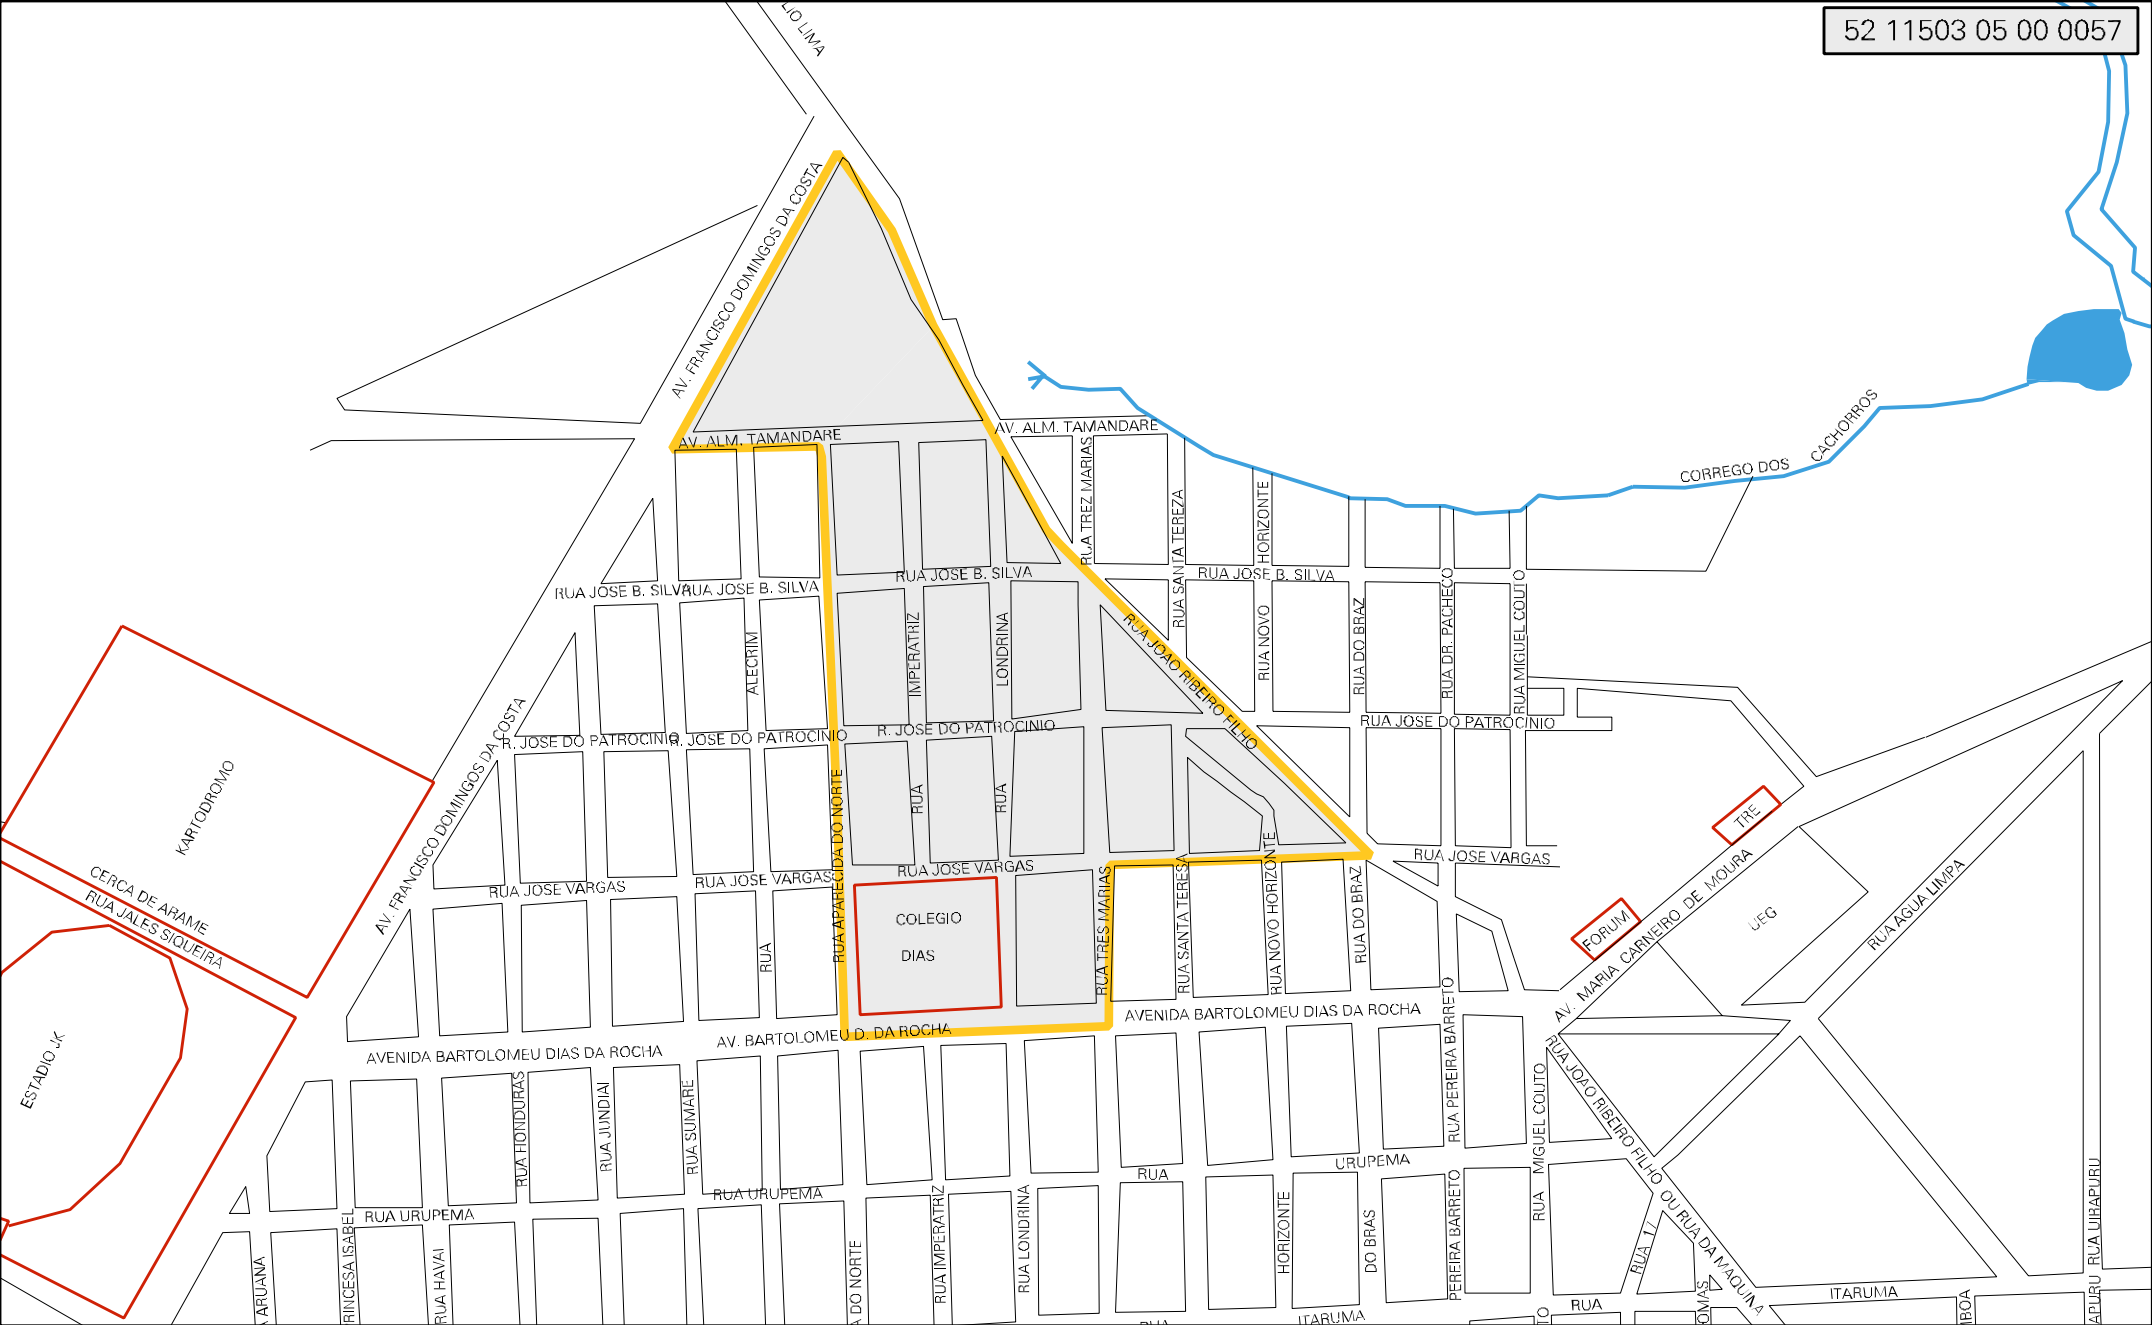 LIO LIMA
52 11503 05 00 0057
AV. FRANCISCO DOMINGOS DA COSTA
AV. ALM. TAMANDARE
AV. ALM. TAMANDARE
RUA TREZ MARIAS
RUA SANTA TEREZA
HORIZONTE
CORREGO DOS
CACHORROS
RUA JOSE B. SILVA
RUA JOSE B. SILVA
RUA JOSE B. SILVA
RUA JOSE B. SILVA
ALECRIM
IMPERATRIZ
LONDRINA
RUA JOAO RIBEIRO FILHO
RUA NOVO
RUA DO BRAZ
RUA DR. PACHECO
RUA MIGUEL COUTO
AV. FRANCISCO DOMINGOS DA COSTA
R. JOSE DO PATROCINIO
R. JOSE DO PATROCINIO
R. JOSE DO PATROCINIO
RUA JOSE DO PATROCINIO
KARTODROMO
RUA APARECIDA DO NORTE
RUA
RUA
TRE
CERCA DE ARAME
RUA JALES SIQUEIRA
RUA JOSE VARGAS
RUA JOSE VARGAS
RUA JOSE VARGAS
RUA JOSE VARGAS
RUA
COLEGIO
DIAS
RUA TRES MARIAS
RUA SANTA TERESA
RUA NOVO HORIZONTE
RUA DO BRAZ
FORUM
UEG
AV. MARIA CARNEIRO DE MOURA
RUA AGUA LIMPA
ESTADIO JK
AVENIDA BARTOLOMEU DIAS DA ROCHA
AV. BARTOLOMEU D. DA ROCHA
AVENIDA BARTOLOMEU DIAS DA ROCHA
RUA HONDURAS
RUA JUNDIAI
RUA SUMARE
RUA PEREIRA BARRETO
MIGUEL COUTO
RUA
RUA JOAO RIBEIRO FILHO OU RUA DA MAQUINA
RUA URUPEMA
RUA URUPEMA
RUA
URUPEMA
ARUANA
RINCESA ISABEL
RUA HAVAI
A DO NORTE
RUA IMPERATRIZ
RUA LONDRINA
HORIZONTE
DO BRAS
PEREIRA BARRETO
RUA 17
RUA UIRAPURU
RUA
ITARUMA
RUA
ITARUMA
TO
OMAS
IBOA
APURU